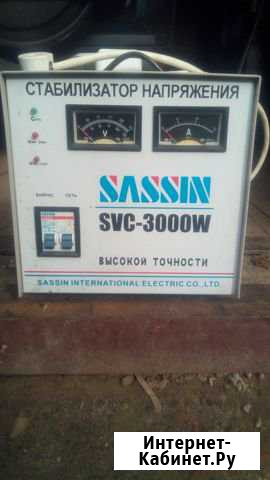 СТАБИЛИЗАТОР НАПРЯЖЕНИЯ
V
A
SASSIN
SVC-3000W
ВЫСОКОЙ ТОЧНОСТИ
SASSIN INTERNATIONAL ELECTRIC CO.,LTD.
Интернет-
Кабинет.Ру